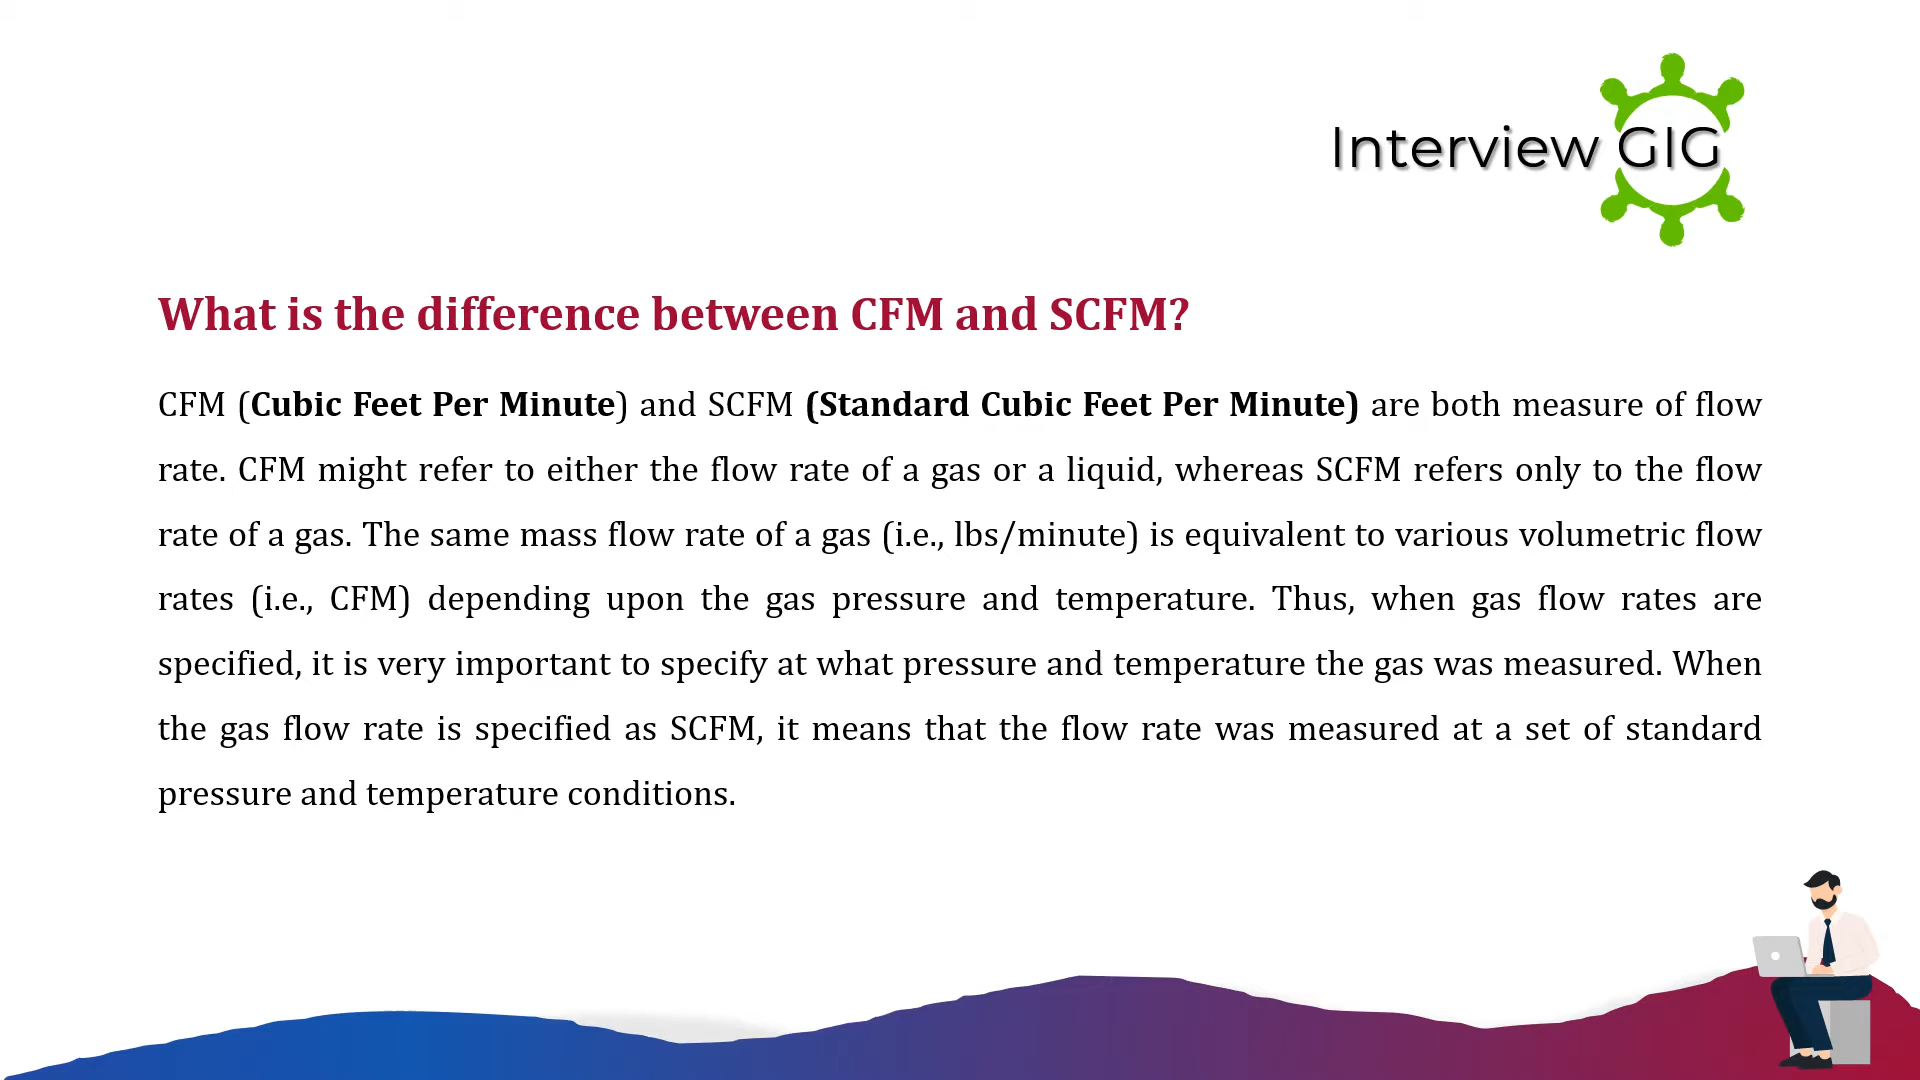 Interview GIG
What is the difference between CFM and SCFM?
CFM (Cubic Feet Per Minute) and SCFM (Standard Cubic Feet Per Minute) are both measure of flow
rate. CFM might refer to either the flow rate of a gas or a liquid, whereas SCFM refers only to the flow
rate of a gas. The same mass flow rate of a gas (i.e., lbs/minute) is equivalent to various volumetric flow
rates (i.e., CFM) depending upon the gas pressure and temperature. Thus, when gas flow rates are
specified, it is very important to specify at what pressure and temperature the gas was measured. When
the gas flow rate is specified as SCFM, it means that the flow rate was measured at a set of standard
pressure and temperature conditions.